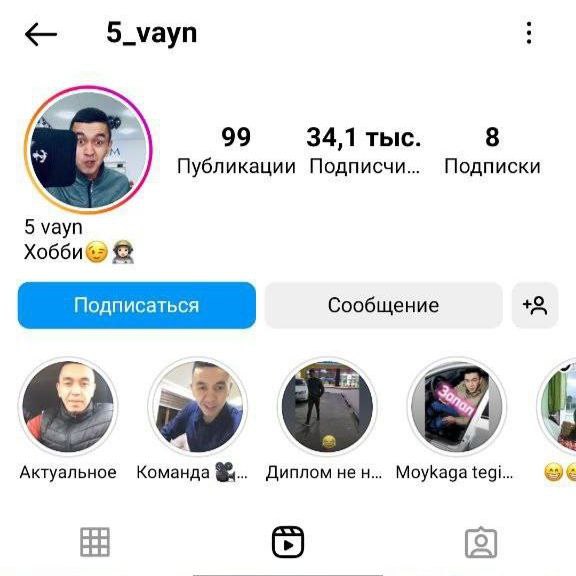 5_vayn
99
34,1 тыс.
8
Публикации
Подписчи...
Подписки
5 vayn
Хобби😉👩🏻‍🚀
Подписаться
Сообщение
Запал
Актуальное
Команда 🎥...
Диплом не н...
Moykaga tegi...
😄😄